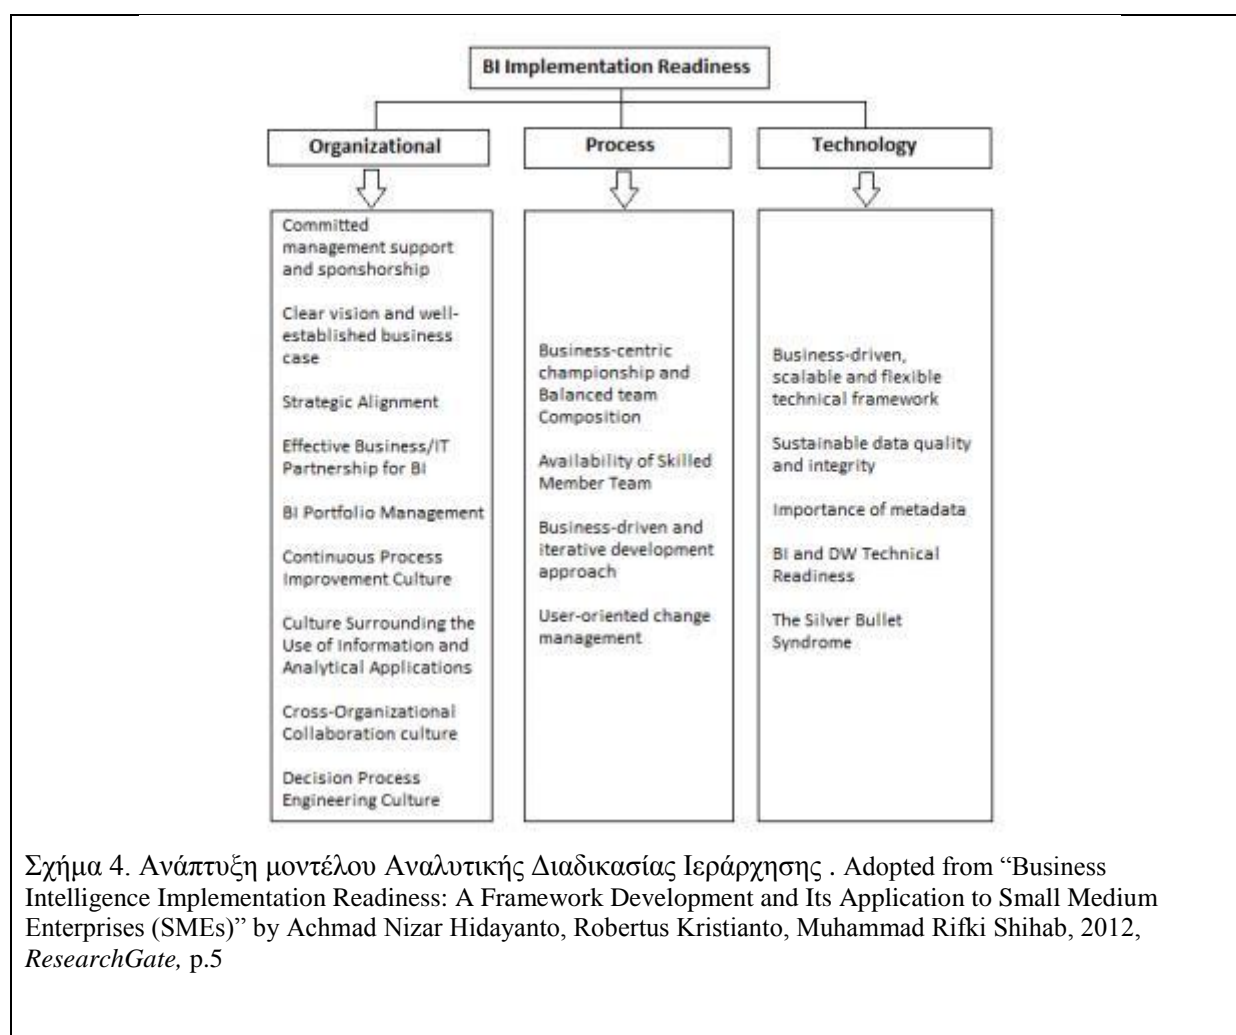 BI Implementation Readiness
Organizational
Process
Technology
Committed
management support
and sponshorship
Clear vision and well-
established business
case
Strategic Alignment
Effective Business/IT
Partnership for BI
BI Portfolio Management
Continuous Process
Improvement Culture
Culture Surrounding the
Use of Information and
Analytical Applications
Cross-Organizational
Collaboration culture
Decision Process
Engineering Culture
Business-centric
championship and
Balanced team
Composition
Availability of Skilled
Member Team
Business-driven and
iterative development
approach
User-oriented change
management
Business-driven,
scalable and flexible
technical framework
Sustainable data quality
and integrity
Importance of metadata
BI and DW Technical
Readiness
The Silver Bullet
Syndrome
Σχήμα 4. Ανάπτυξη μοντέλου Αναλυτικής Διαδικασίας Ιεράρχησης . Adopted from “Business
Intelligence Implementation Readiness: A Framework Development and Its Application to Small Medium
Enterprises (SMEs)” by Achmad Nizar Hidayanto, Robertus Kristianto, Muhammad Rifki Shihab, 2012,
ResearchGate, p.5